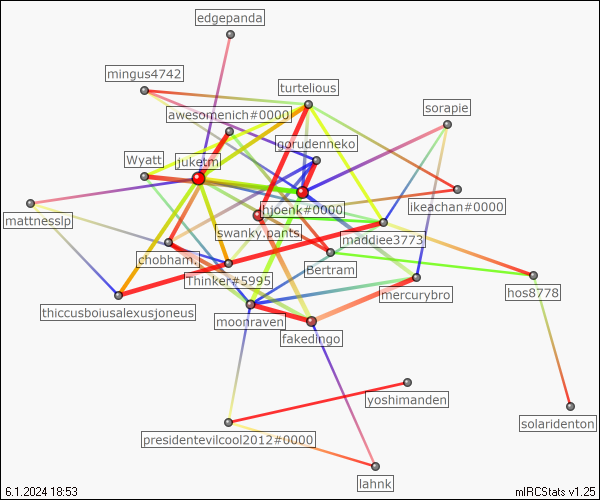 edgepanda
mingus4742
turtelious
awesomenich#0000
sorapie
gorudenneko
Wyatt
juketm
hjoenk#0000
ikeachan#0000
mattnesslp
swanky.pants
maddiee3773
chobham.
Bertram
Thinker#5995
mercurybro
hos8778
thiccusboiusalexusjoneus
moonraven
fakedingo
yoshimanden
solaridenton
presidentevilcool2012#0000
lahnk
6.1.2024 18:53
mIRCStats v1.25